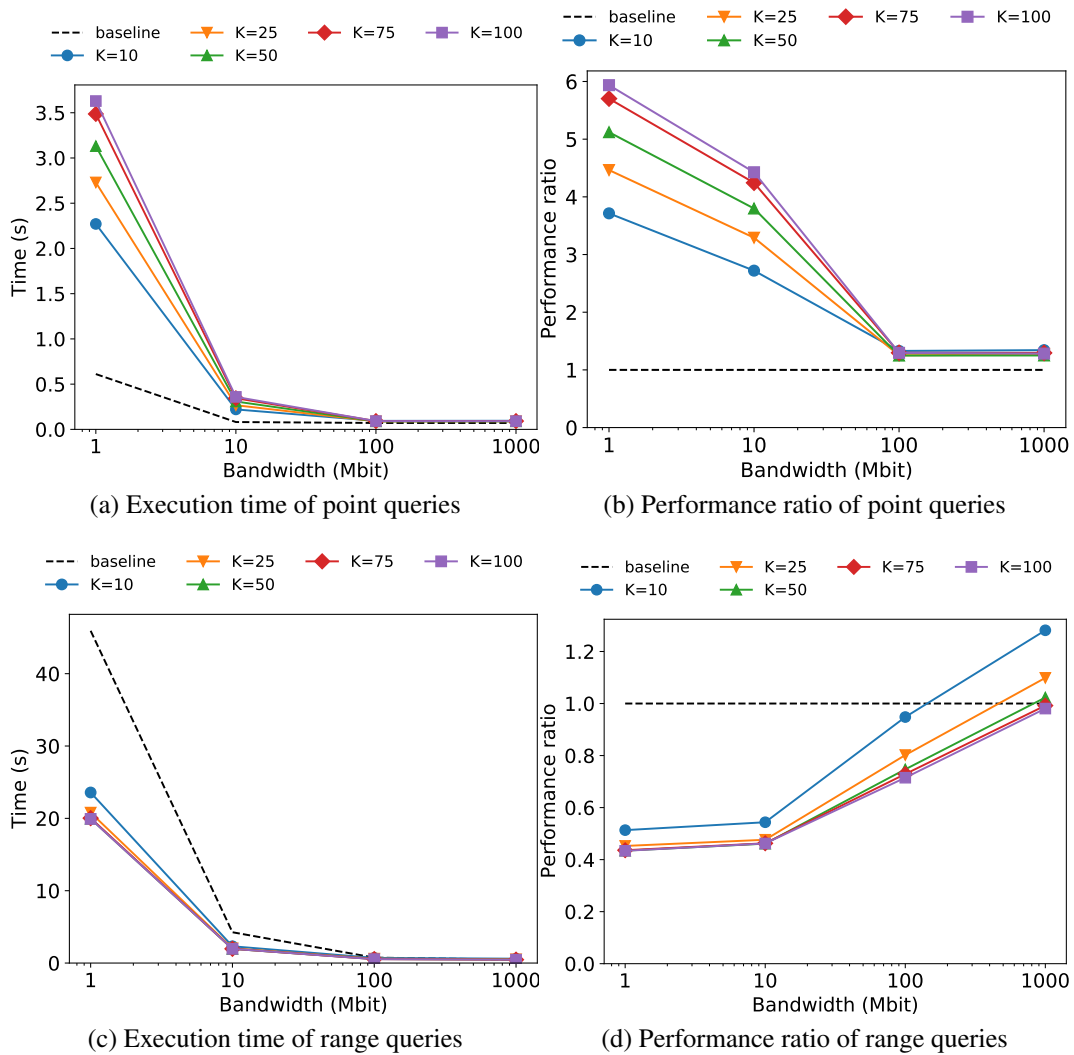 baseline
K=25
K=75
K=100
K=10
K=50
Time (s)
3.5
3.0
2.5
2.0
1.5
1.0
0.5
0.0
1
10
100
1000
Bandwidth (Mbit)
(a) Execution time of point queries
baseline
K=25
K=75
K=100
K=10
K=50
Performance ratio
6
5
4
3
2
1
0
1
10
100
1000
Bandwidth (Mbit)
(b) Performance ratio of point queries
baseline
K=25
K=75
K=100
K=10
K=50
Time (s)
40
30
20
10
0
1
10
100
1000
Bandwidth (Mbit)
(c) Execution time of range queries
baseline
K=25
K=75
K=100
K=10
K=50
Performance ratio
1.2
1.0
0.8
0.6
0.4
0.2
0.0
1
10
100
1000
Bandwidth (Mbit)
(d) Performance ratio of range queries